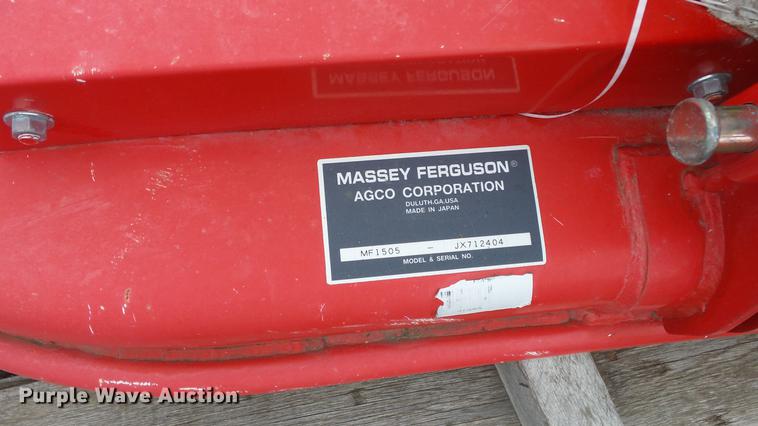 MASSEY FERGUSON
MASSEY FERGUSON®
AGCO CORPORATION
DULUTH.GA.USA
MADE IN JAPAN
MF1505 – JX712404
MODEL & SERIAL NO.
Purple Wave Auction